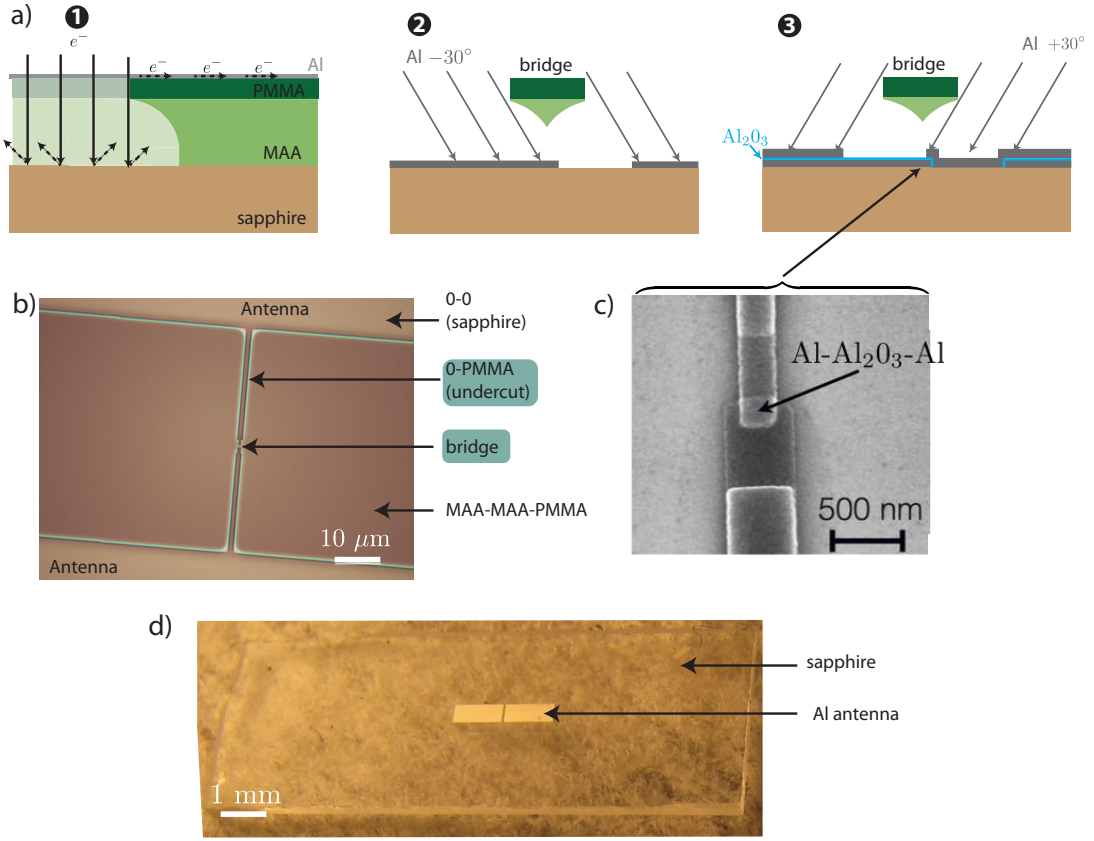 a)
1
e⁻
e⁻ e⁻ e⁻
Al
PMMA
MAA
sapphire
2
Al −30°
bridge
3
Al +30°
bridge
Al₂0₃
b)
Antenna
0-0
(sapphire)
0-PMMA
(undercut)
bridge
MAA-MAA-PMMA
10 μm
Antenna
c)
Al-Al₂0₃-Al
500 nm
d)
sapphire
Al antenna
1 mm